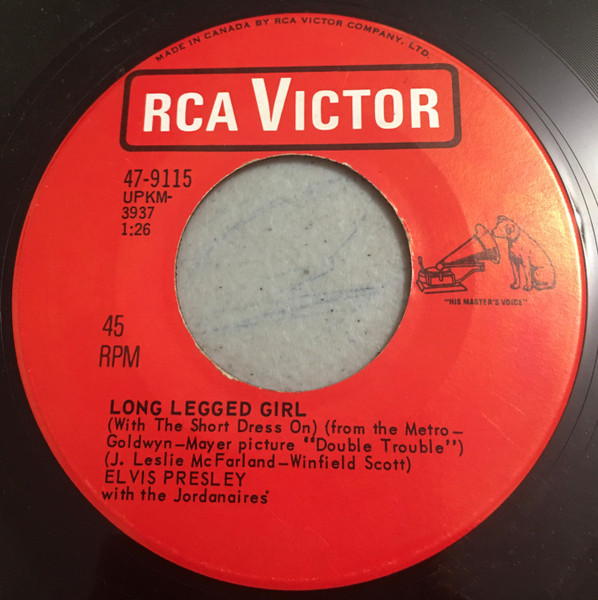 MADE IN CANADA BY RCA VICTOR COMPANY, LTD.
RCA VICTOR
47-9115
UPKM-
3937
1:26
"HIS MASTER'S VOICE"
45
RPM
LONG LEGGED GIRL
(With The Short Dress On) (from the Metro-
Goldwyn-Mayer picture "Double Trouble")
(J. Leslie McFarland-Winfield Scott)
ELVIS PRESLEY
with the Jordanaires